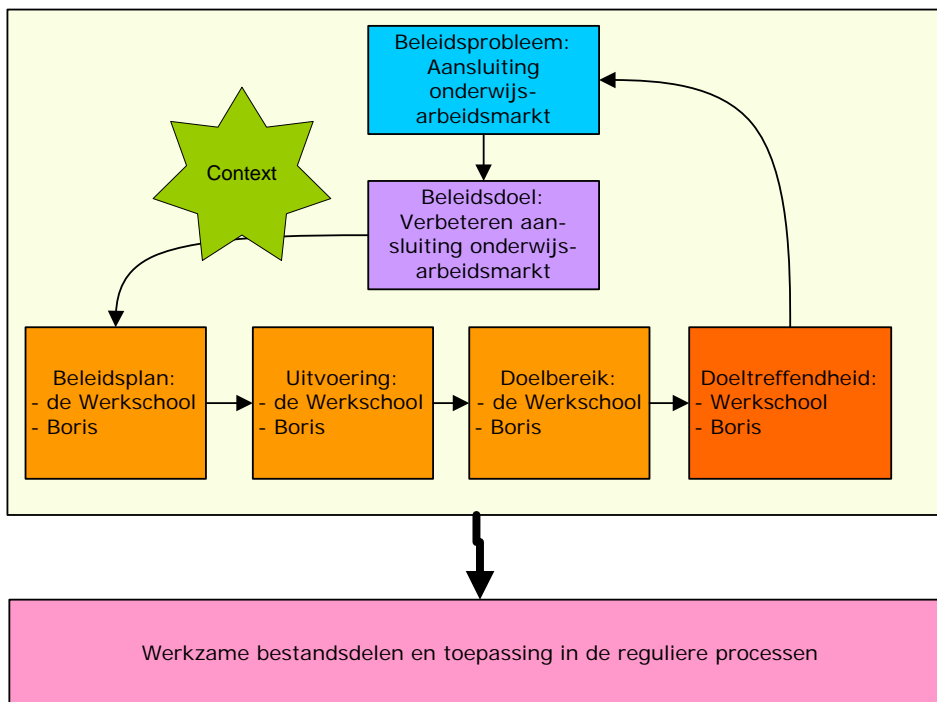 Beleidsprobleem:
Aansluiting
onderwijs-
arbeidsmarkt
Context
Beleidsdoel:
Verbeteren aan-
sluiting onderwijs-
arbeidsmarkt
Beleidsplan:
- de Werkschool
- Boris
Uitvoering:
- de Werkschool
- Boris
Doelbereik:
- de Werkschool
- Boris
Doeltreffendheid:
- Werkschool
- Boris
Werkzame bestandsdelen en toepassing in de reguliere processen